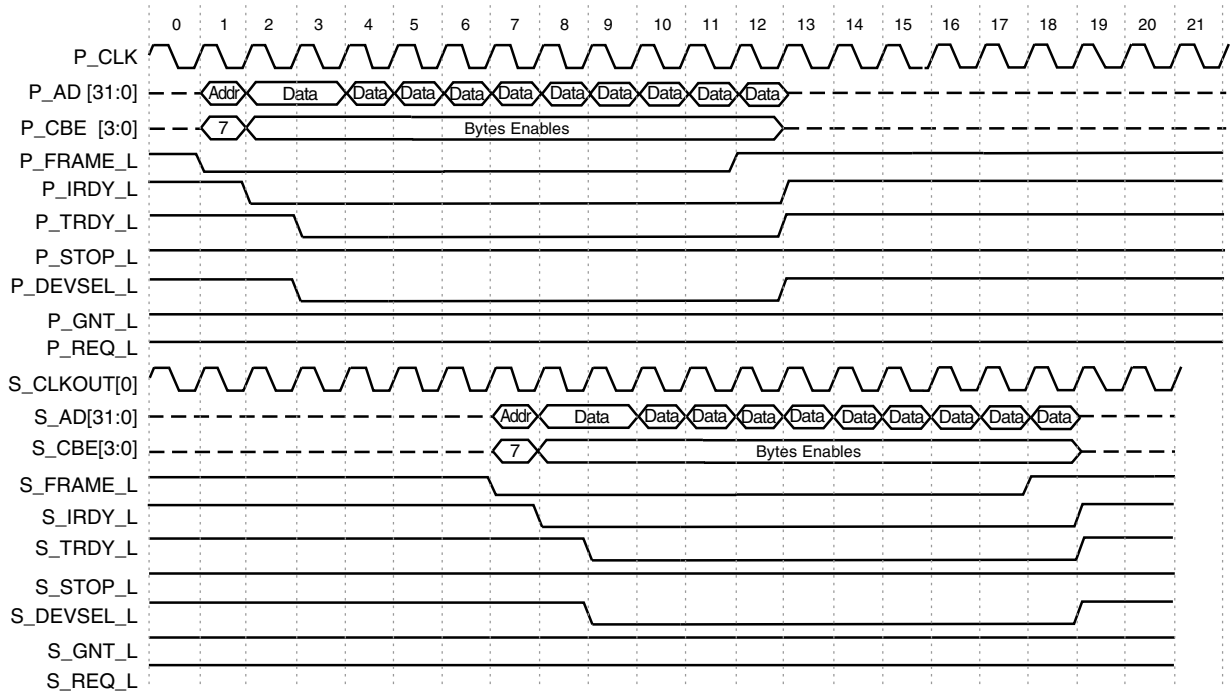 0 1 2 3 4 5 6 7 8 9 10 11 12 13 14 15 16 17 18 19 20 21
P_CLK
P_AD [31:0] Addr Data Data Data Data Data Data Data Data Data Data
P_CBE [3:0] 7 Bytes Enables
P_FRAME_L
P_IRDY_L
P_TRDY_L
P_STOP_L
P_DEVSEL_L
P_GNT_L
P_REQ_L
S_CLKOUT[0]
S_AD[31:0] Addr Data Data Data Data Data Data Data Data Data Data
S_CBE[3:0] 7 Bytes Enables
S_FRAME_L
S_IRDY_L
S_TRDY_L
S_STOP_L
S_DEVSEL_L
S_GNT_L
S_REQ_L